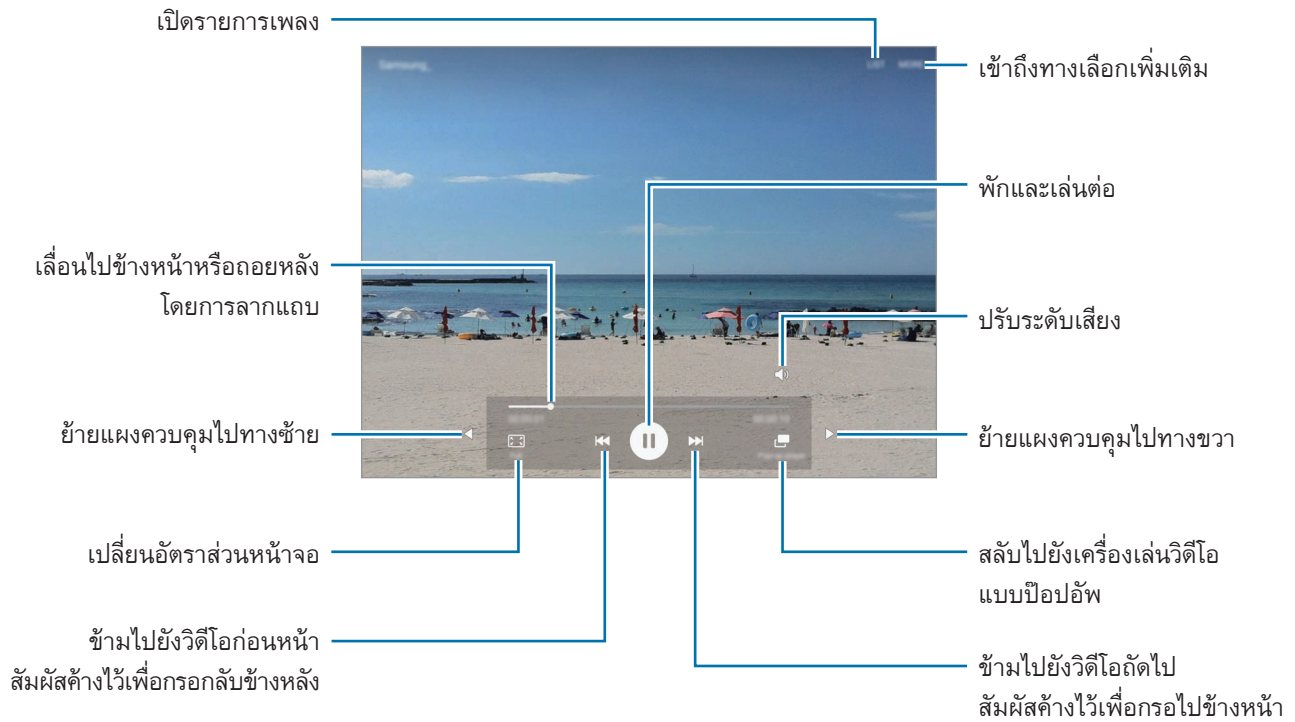 เปิดรายการเพลง
เข้าถึงทางเลือกเพิ่มเติม
Samsung_
LIST
MORE
พักและเล่นต่อ
เลื่อนไปข้างหน้าหรือถอยหลัง
โดยการลากแถบ
ปรับระดับเสียง
ย้ายแผงควบคุมไปทางซ้าย
ย้ายแผงควบคุมไปทางขวา
เปลี่ยนอัตราส่วนหน้าจอ
สลับไปยังเครื่องเล่นวิดีโอ
แบบป๊อปอัพ
ข้ามไปยังวิดีโอก่อนหน้า
สัมผัสค้างไว้เพื่อกรอกลับข้างหลัง
ข้ามไปยังวิดีโอถัดไป
สัมผัสค้างไว้เพื่อกรอไปข้างหน้า